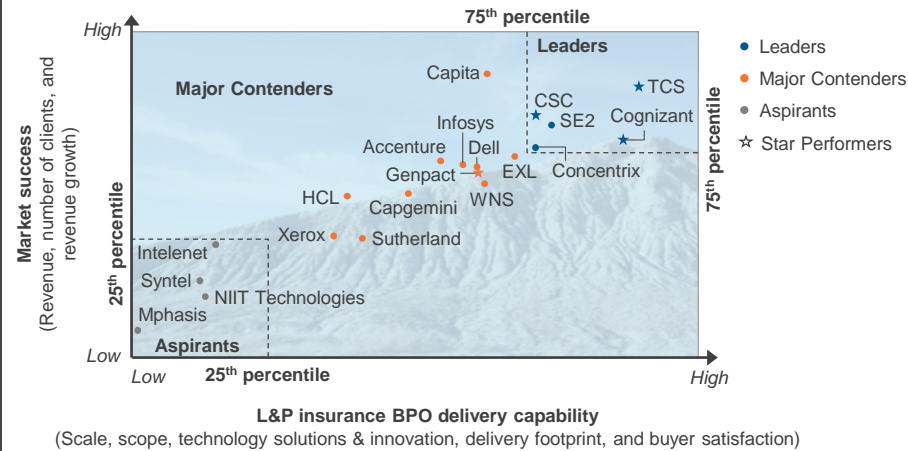 75th percentile
High
Leaders
Leaders
Major Contenders
Aspirants
Star Performers
Major Contenders
Capita
TCS
CSC
SE2
Cognizant
Infosys
Accenture
Dell
Genpact
EXL
Concentrix
WNS
HCL
Capgemini
Xerox
Sutherland
75th percentile
Market success
(Revenue, number of clients, and
revenue growth)
25th percentile
Intelenet
Syntel
NIIT Technologies
Mphasis
Aspirants
Low
Low
25th percentile
High
L&P insurance BPO delivery capability
(Scale, scope, technology solutions & innovation, delivery footprint, and buyer satisfaction)